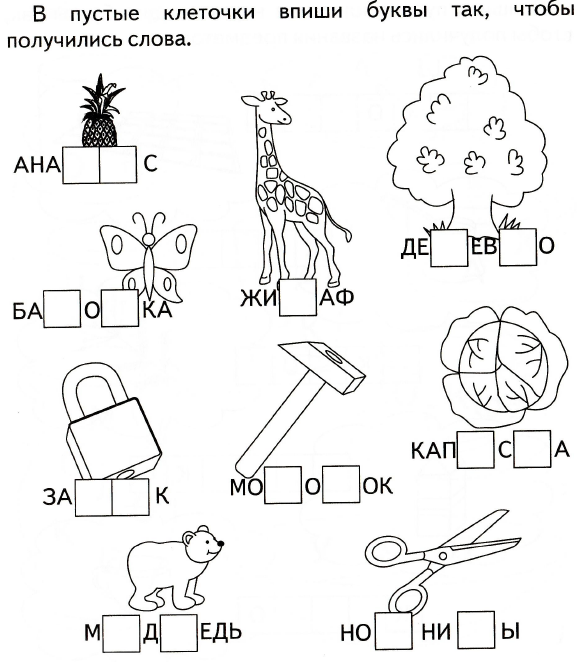 В пустые клеточки впиши буквы так, чтобы
получились слова.
АНА С
БА О КА
ЖИ АФ
ДЕ ЕВ О
ЗА К
МО О ОК
КАП С А
М Д ЕДЬ
НО НИ Ы